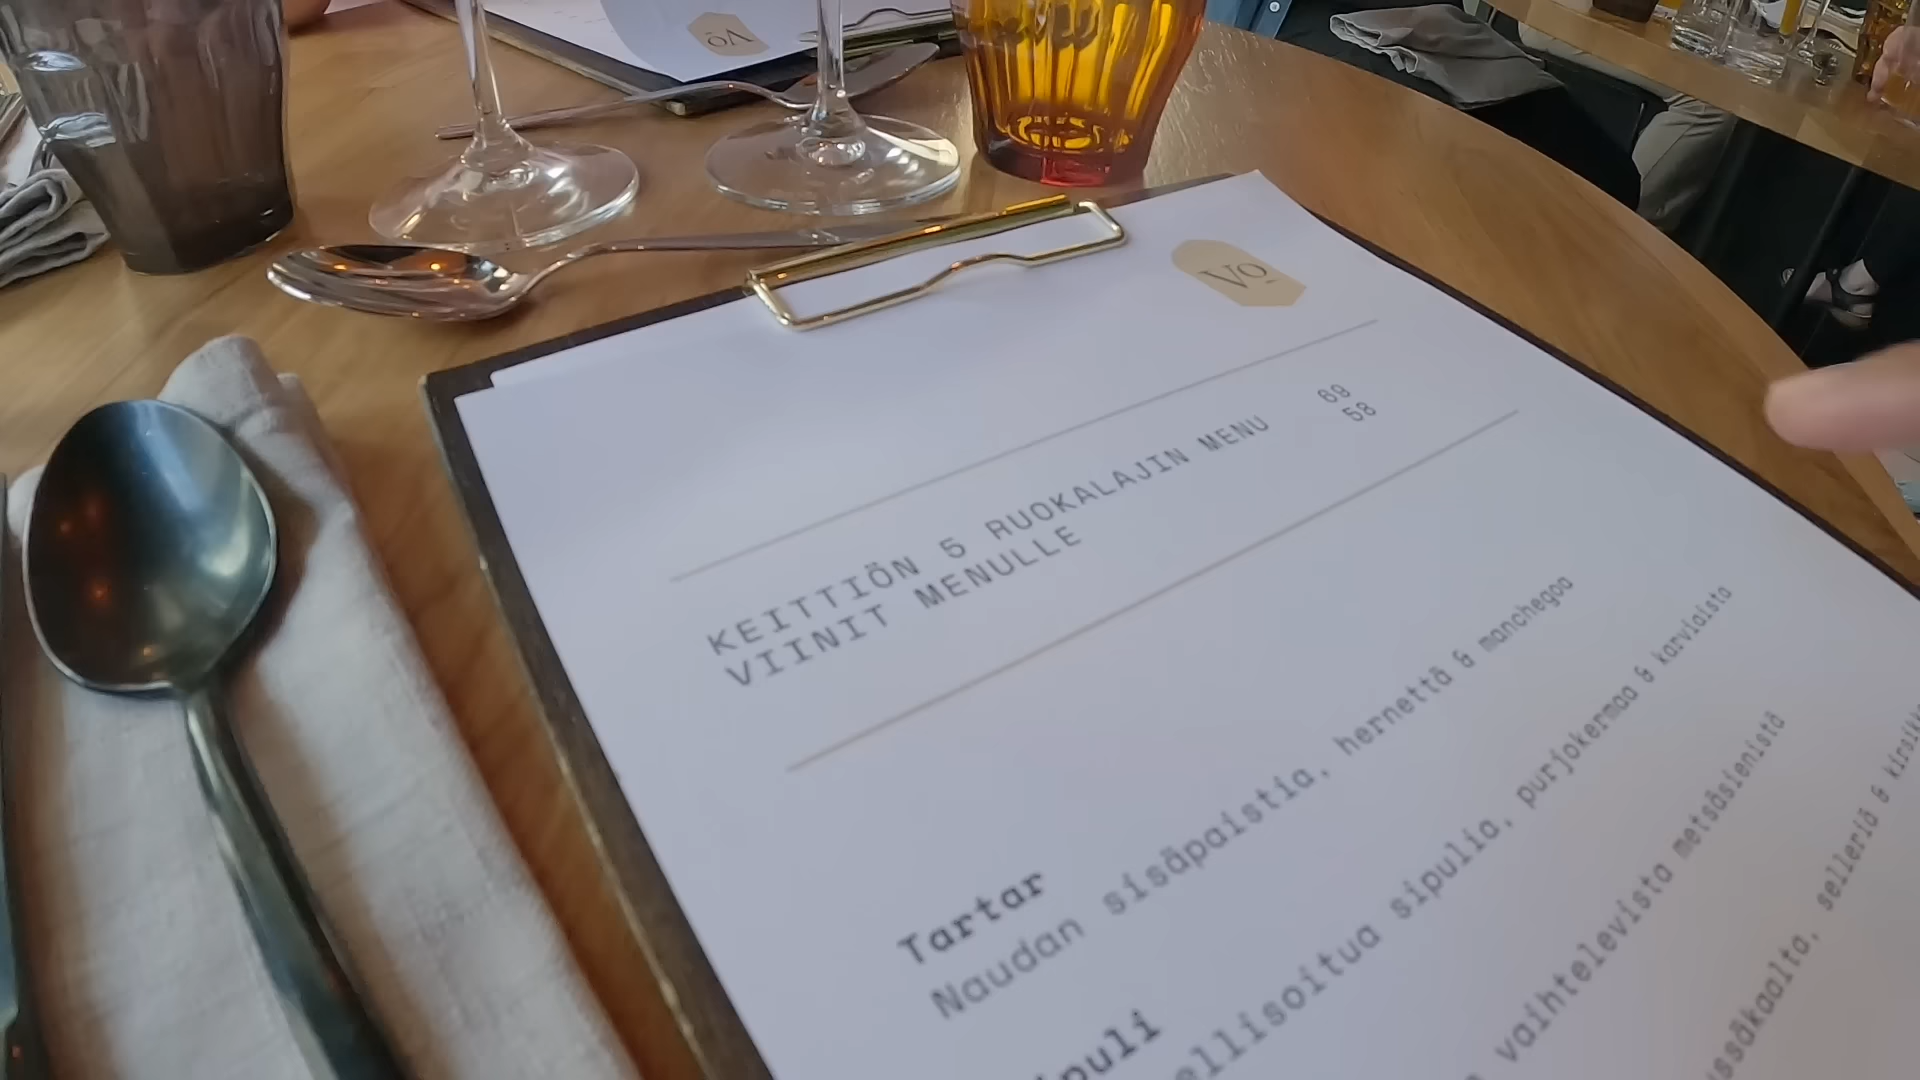 Vo
Vo
KEITTIÖN 5 RUOKALAJIN MENU 69
VIINIT MENULLE 58
Tartar
Naudan sisäpaistia, hernettä & manchegoa
purjokermaa & karviaista
sipulia,
vaihtelevista metsäsienistä
selleriä &